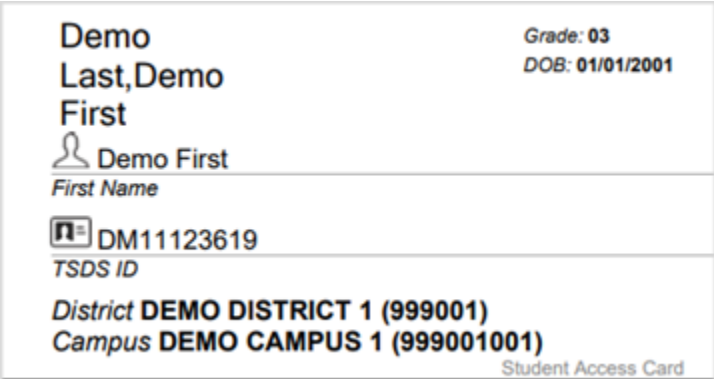 Demo
Last,Demo
First
Grade: 03
DOB: 01/01/2001
Demo First
First Name
DM11123619
TSDS ID
District DEMO DISTRICT 1 (999001)
Campus DEMO CAMPUS 1 (999001001)
Student Access Card